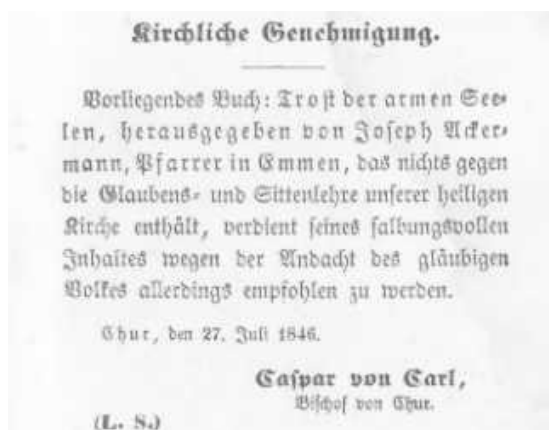 Kirchliche Genehmigung.
Vorliegendes Buch: Trost der armen See-
len, herausgegeben von Joseph Acker-
mann, Pfarrer in Emmen, das nichts gegen
die Glaubens- und Sittenlehre unserer heiligen
Kirche enthält, verdient seines salbungsvollen
Inhaltes wegen der Andacht des gläubigen
Volkes allerdings empfohlen zu werden.
Chur, den 27. Juli 1846.
Caspar von Carl,
Bischof von Chur.
(L. S.)